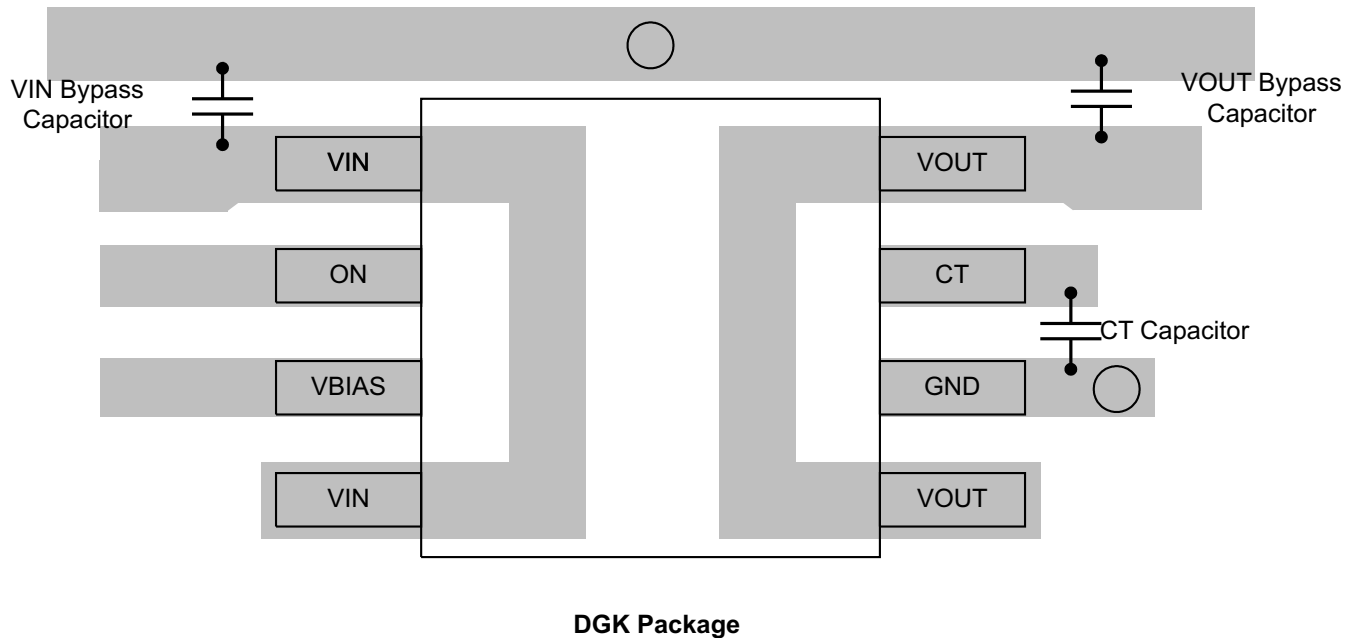 VIN Bypass
Capacitor
VOUT Bypass
Capacitor
VIN
VOUT
ON
CT
CT Capacitor
VBIAS
GND
VIN
VOUT
DGK Package